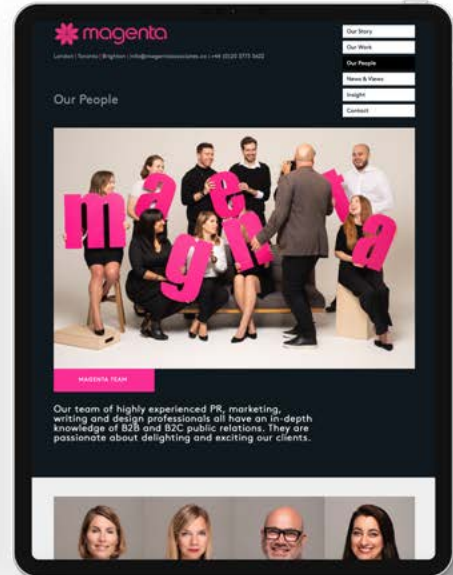 magenta
London | Toronto | Brighton | info@magentaassociates.co | +44 (0)20 3773 3622
Our Story
Our Work
Our People
News & Views
Insight
Contact
Our People
magenta
MAGENTA TEAM
Our team of highly experienced PR, marketing,
writing and design professionals all have an in-depth
knowledge of B2B and B2C public relations. They are
passionate about delighting and exciting our clients.